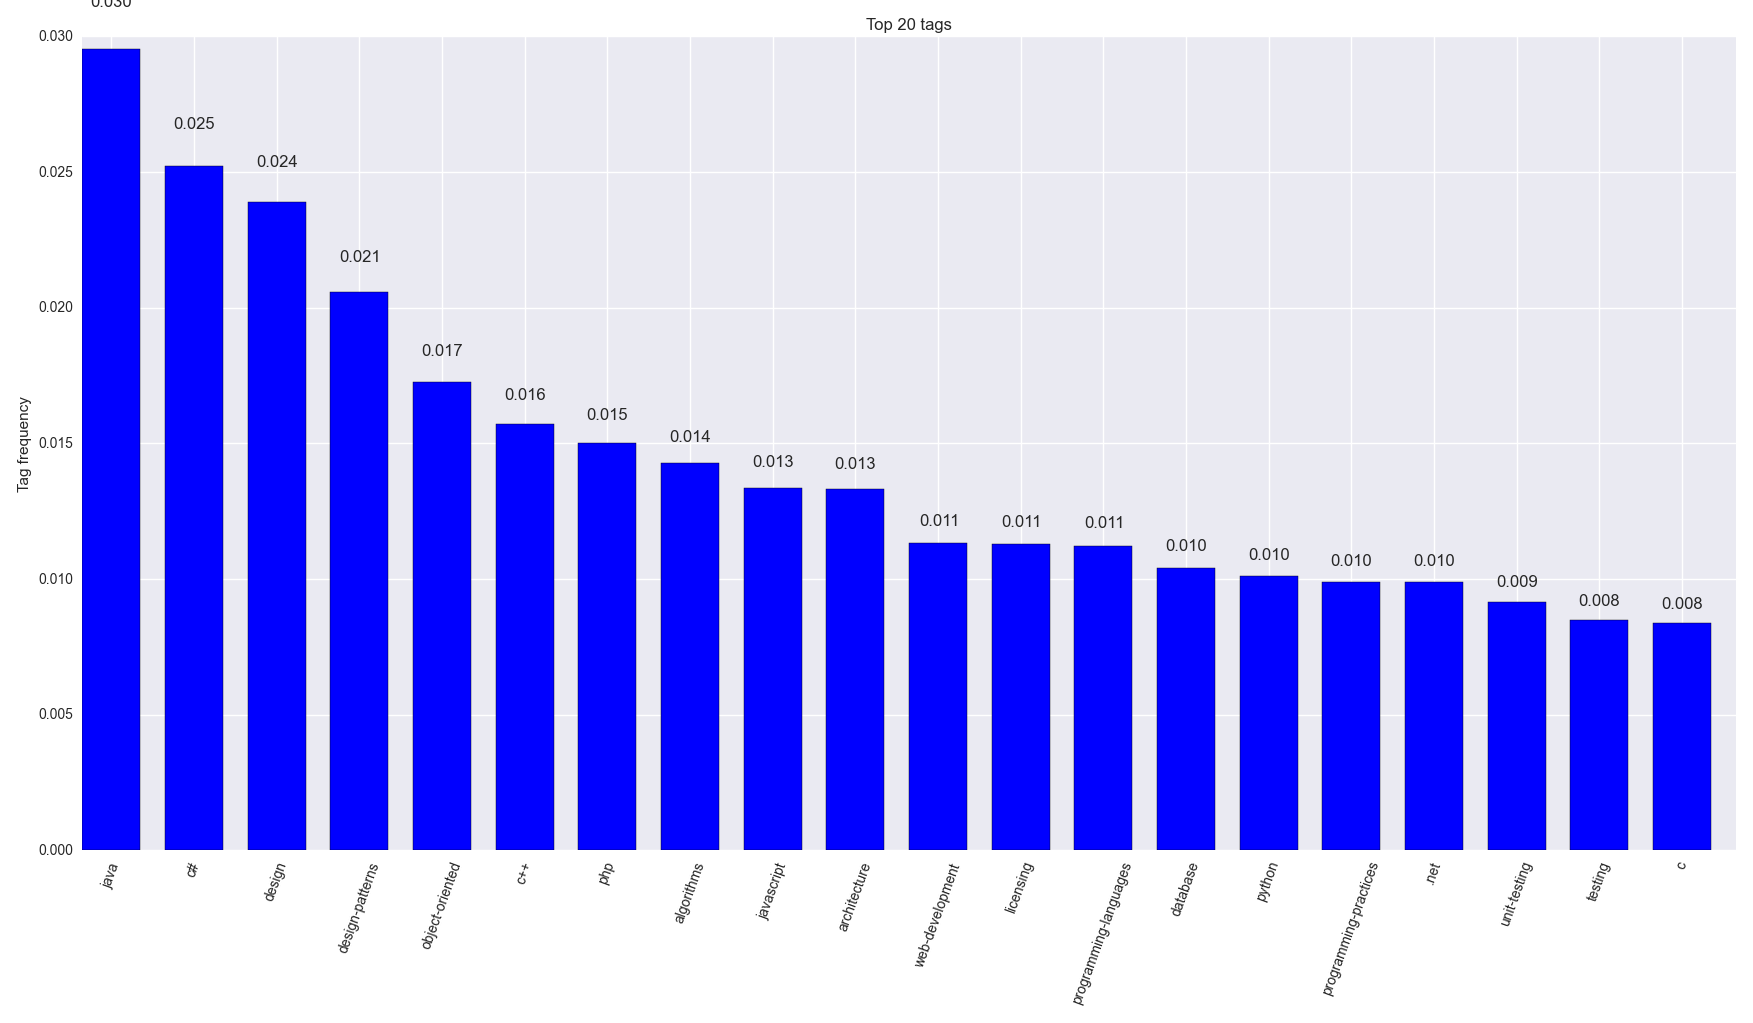 0.030
Top 20 tags
0.030
0.025
0.020
0.015
0.010
0.005
0.000
Tag frequency
0.025
0.024
0.021
0.017
0.016
0.015
0.014
0.013
0.013
0.011
0.011
0.011
0.010
0.010
0.010
0.010
0.009
0.008
0.008
java
c#
design
design-patterns
object-oriented
c++
php
algorithms
javascript
architecture
web-development
licensing
programming-languages
database
python
programming-practices
.net
unit-testing
testing
c